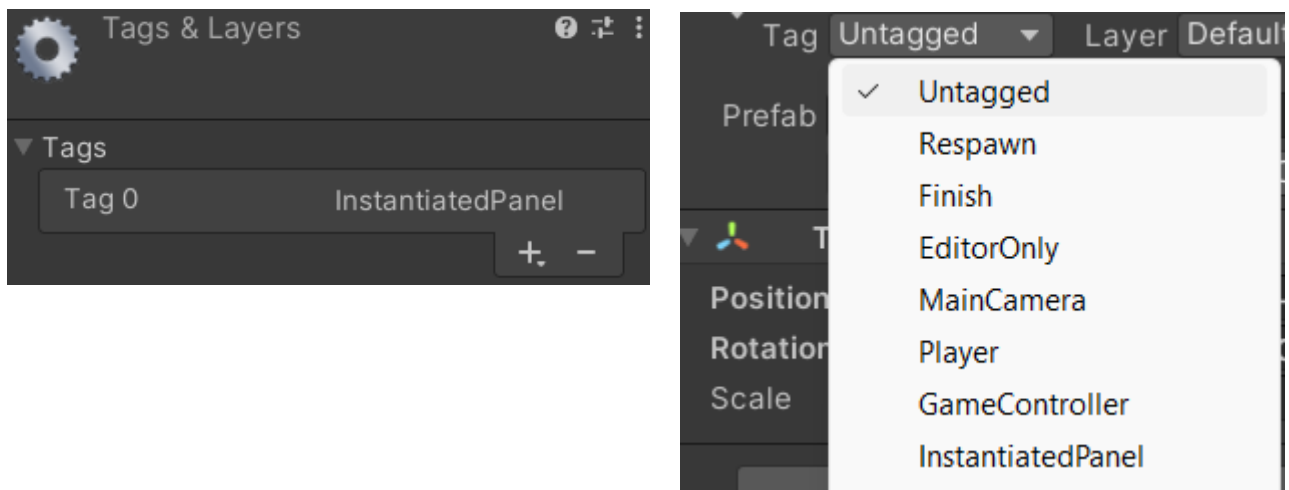 Tags & Layers
Tags
Tag 0 InstantiatedPanel
Tag Untagged Layer Default
Untagged
Prefab
Respawn
Finish
EditorOnly
MainCamera
Position
Player
Rotation
Scale
GameController
InstantiatedPanel